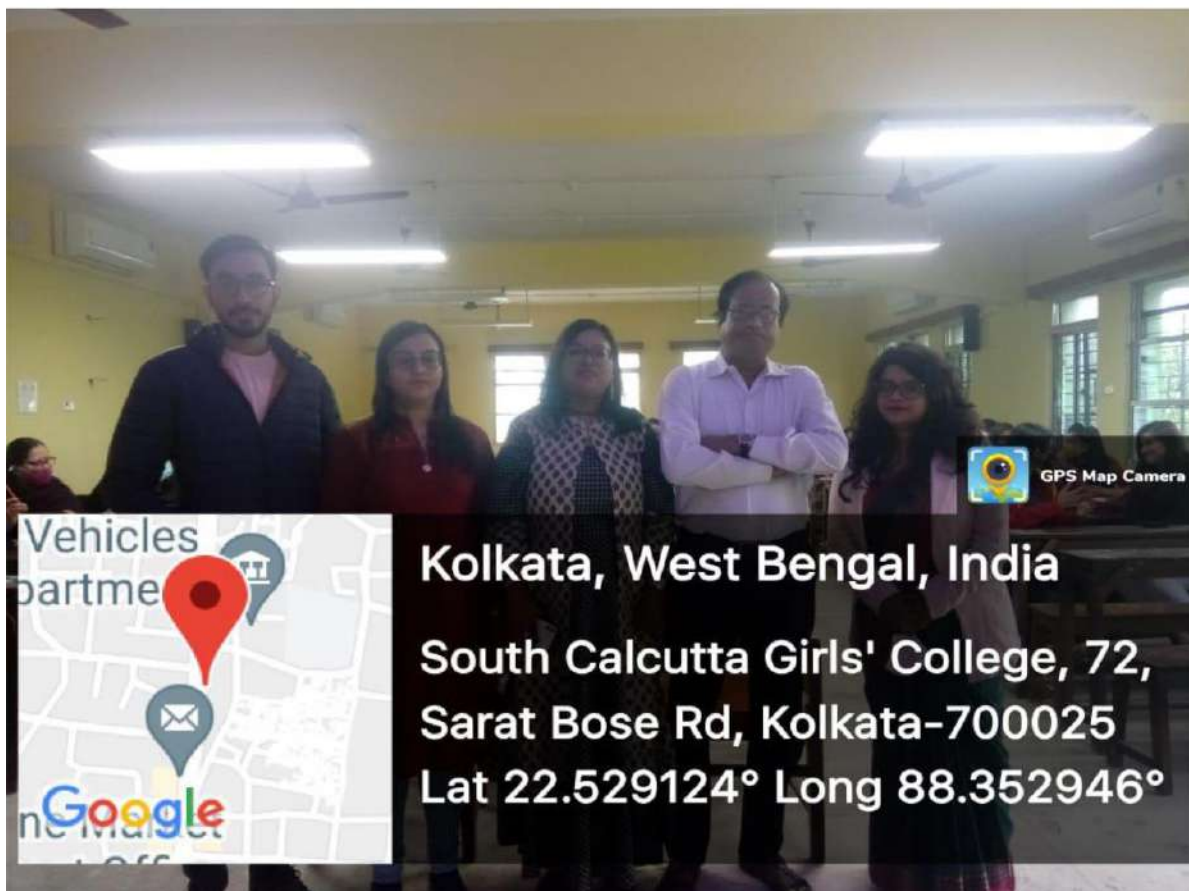 GPS Map Camera
Vehicles
partme
Google
Kolkata, West Bengal, India
South Calcutta Girls' College, 72,
Sarat Bose Rd, Kolkata-700025
Lat 22.529124° Long 88.352946°